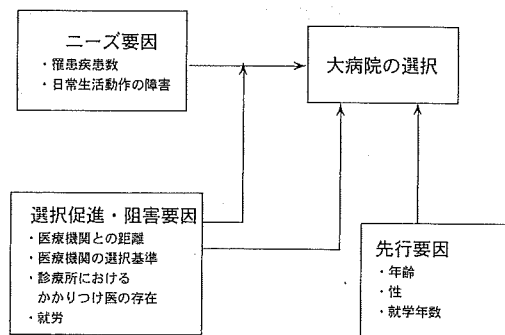 ニーズ要因
・罹患疾患数
・日常生活動作の障害
大病院の選択
選択促進・阻害要因
・医療機関との距離
・医療機関の選択基準
・診療所における
かかりつけ医の存在
・就労
先行要因
・年齢
・性
・就学年数